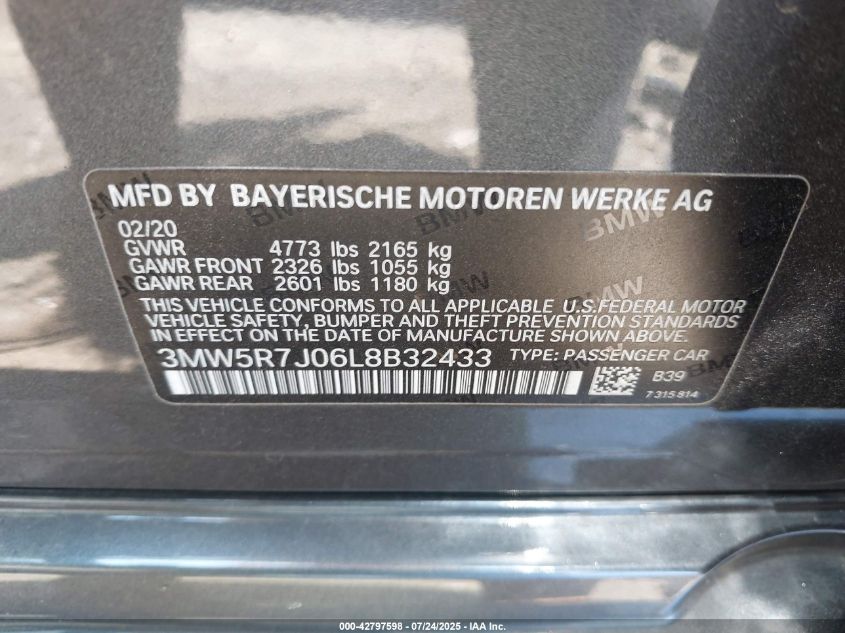 MFD BY BAYERISCHE MOTOREN WERKE AG
02/20
GVWR 4773 lbs 2165 kg
GAWR FRONT 2326 lbs 1055 kg
GAWR REAR 2601 lbs 1180 kg
THIS VEHICLE CONFORMS TO ALL APPLICABLE U.S.FEDERAL MOTOR
VEHICLE SAFETY, BUMPER, AND THEFT PREVENTION STANDARDS
IN EFFECT ON THE DATE OF MANUFACTURE SHOWN ABOVE.
3MW5R7J06L8B32433 TYPE: PASSENGER CAR
B39
7 315 814
000-42797598 - 07/24/2025 - IAA Inc.